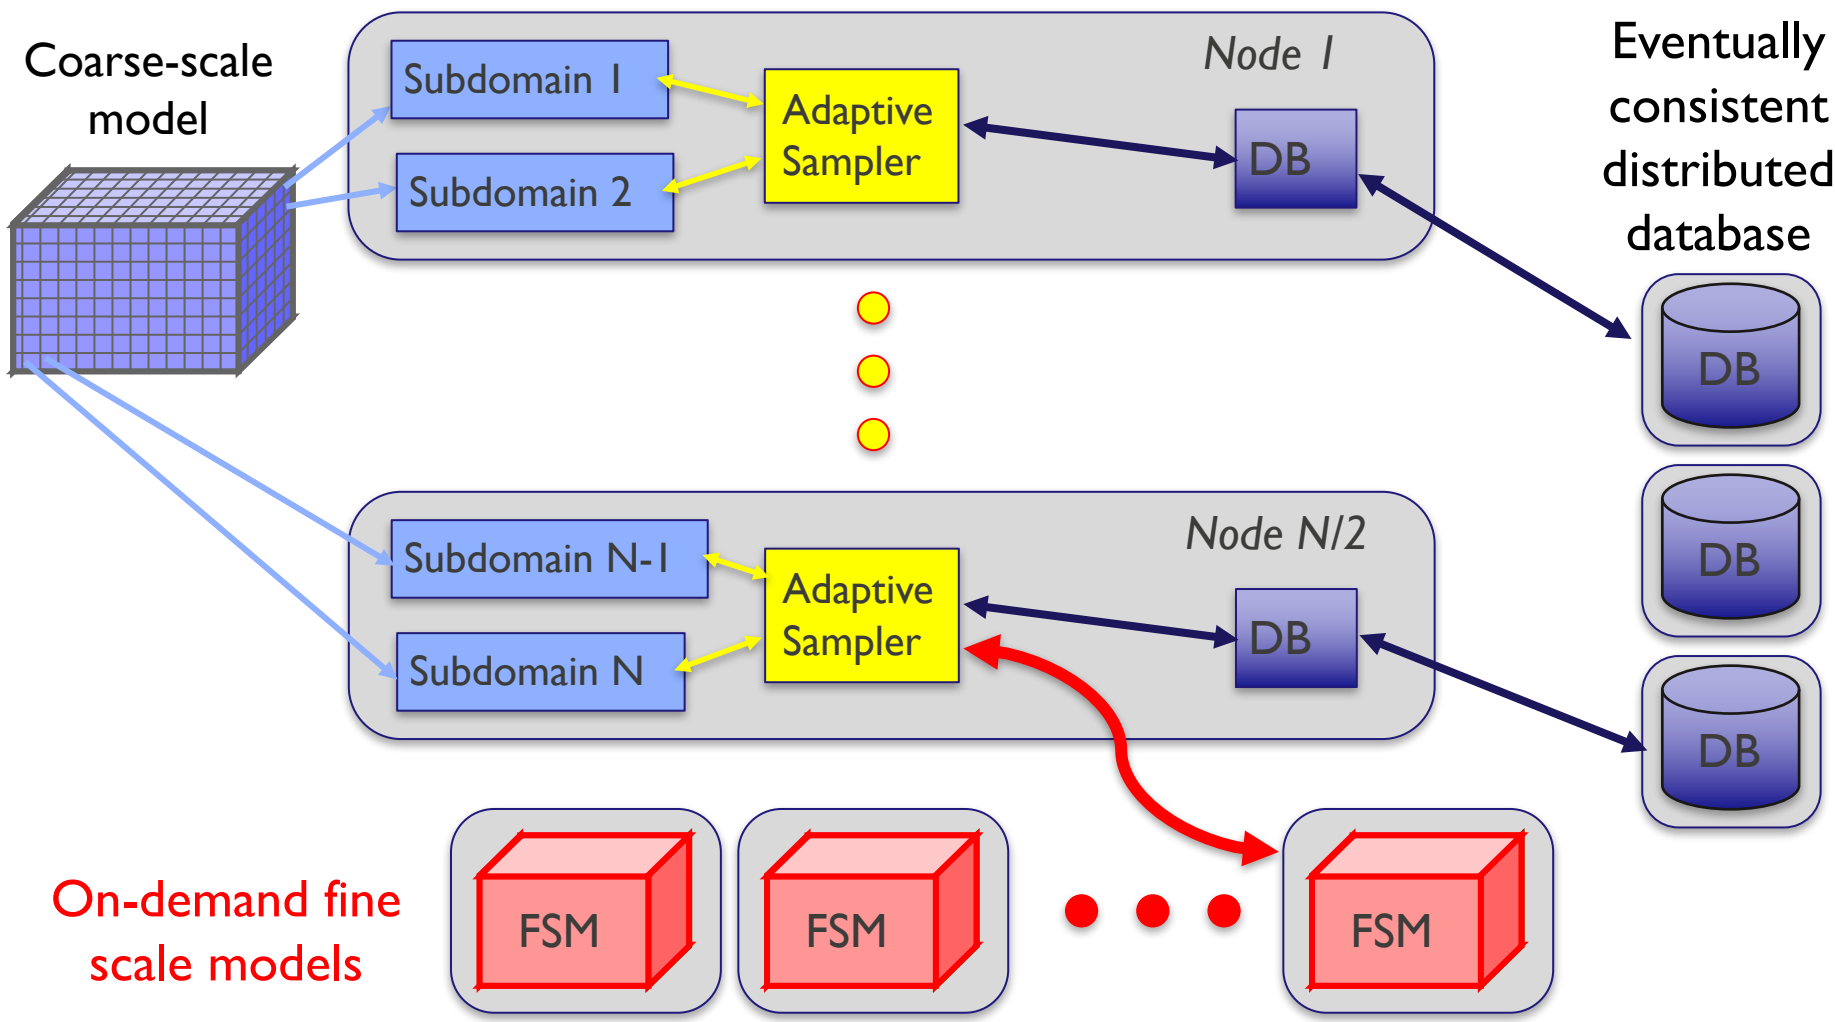 Coarse-scale
model
Subdomain 1
Subdomain 2
Adaptive
Sampler
Node 1
DB
Eventually
consistent
distributed
database
DB
DB
DB
Subdomain N-1
Subdomain N
Adaptive
Sampler
Node N/2
DB
On-demand fine
scale models
FSM
FSM
FSM